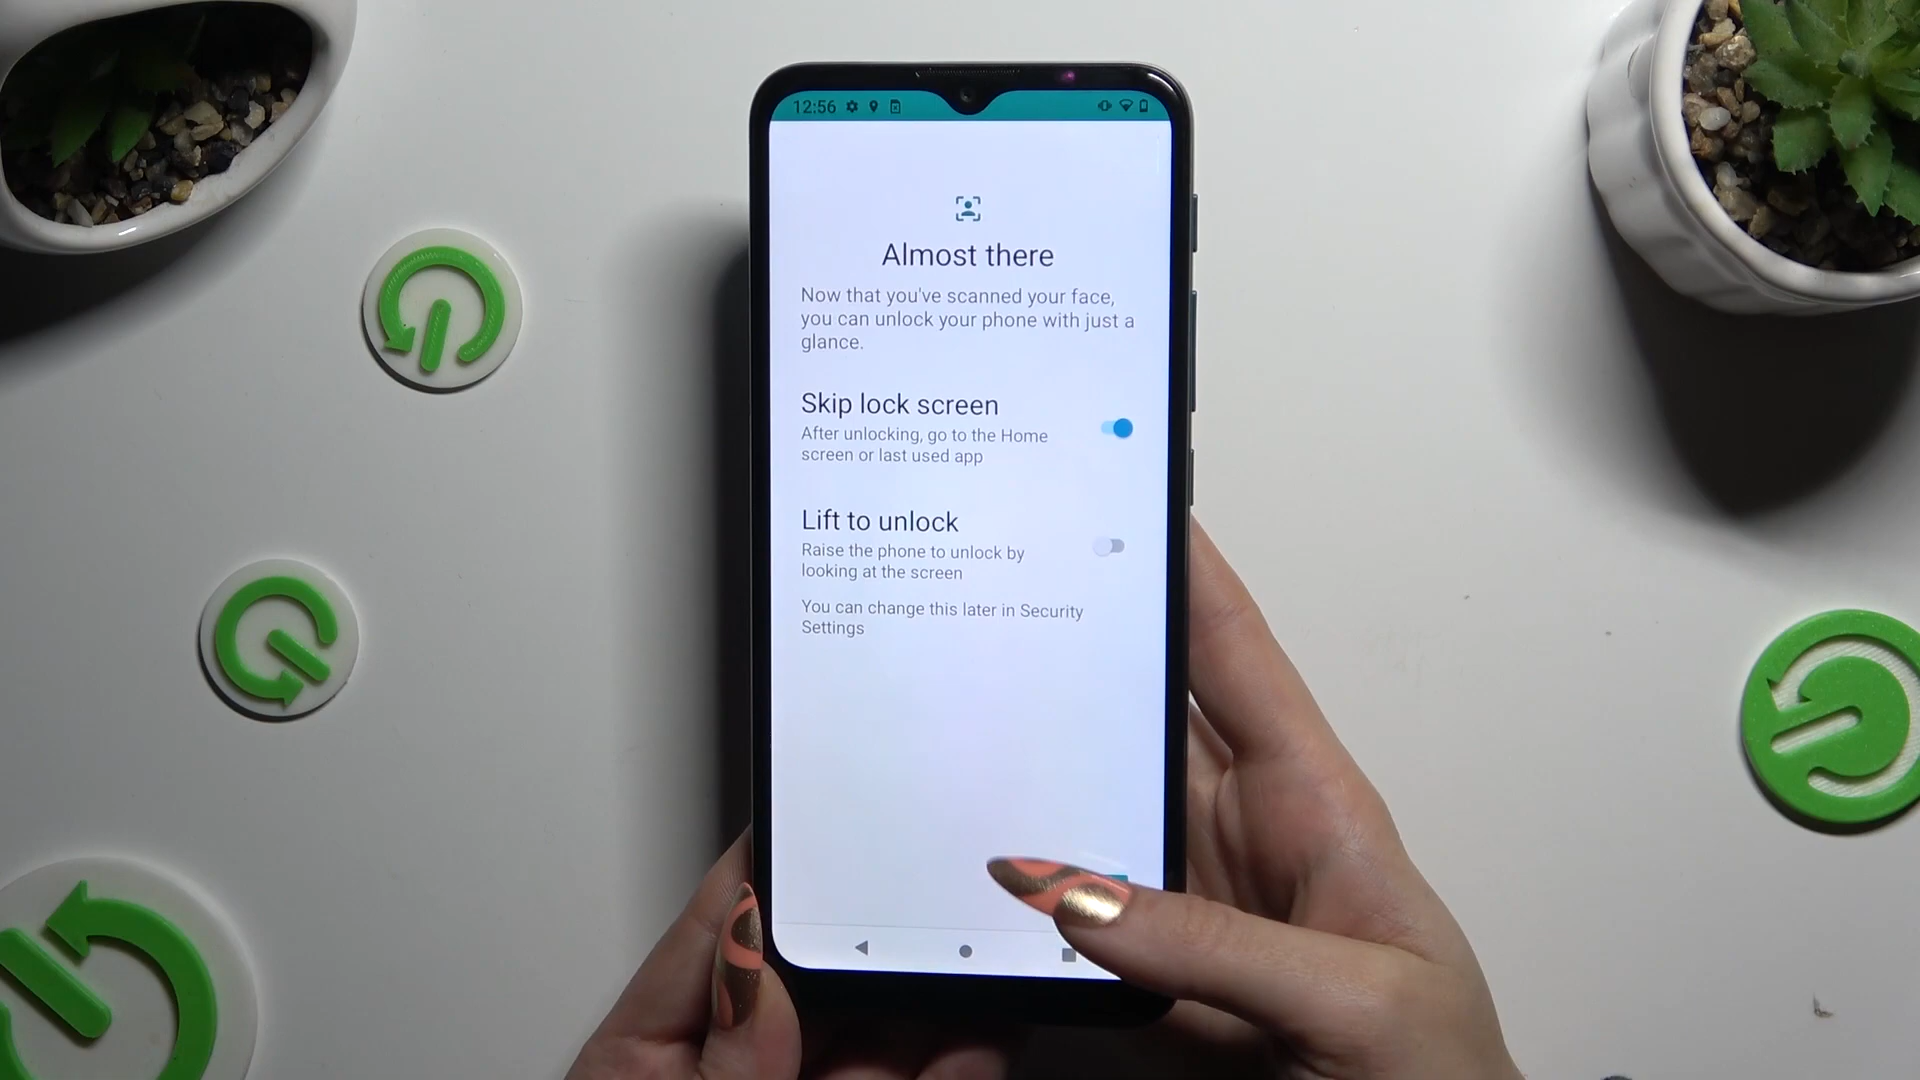 12:56
Almost there
Now that you've scanned your face,
you can unlock your phone with just a
glance.
Skip lock screen
After unlocking, go to the Home
screen or last used app
Lift to unlock
Raise the phone to unlock by
looking at the screen
You can change this later in Security
Settings